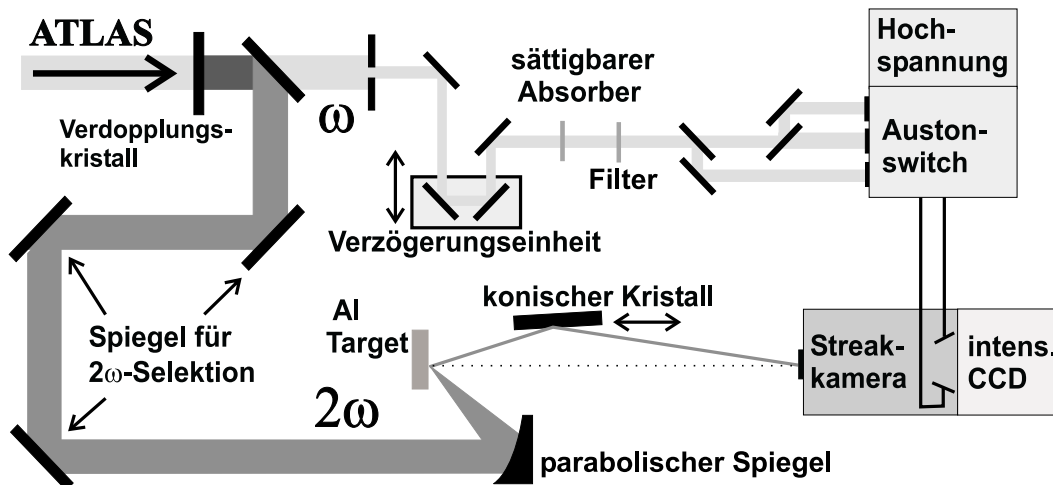 ATLAS
Verdopplungs-
kristall
ω
sättigbarer
Absorber
Filter
Verzögerungseinheit
Hoch-
spannung
Auston-
switch
Spiegel für
2ω-Selektion
Al
Target
2ω
konischer Kristall
Streak-
kamera
intens.
CCD
parabolischer Spiegel